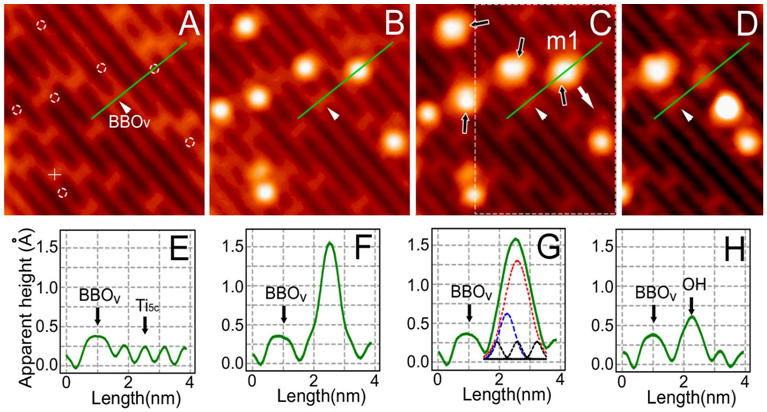 A
BBOv
B
C
m1
D
Apparent height (Å)
E
1.5
1.0
0.5
0.0
BBOv
Ti5c
0
2
4
Length(nm)
F
1.5
1.0
0.5
0.0
BBOv
0
2
4
Length(nm)
G
1.5
1.0
0.5
0.0
BBOv
0
2
4
Length(nm)
H
1.5
1.0
0.5
0.0
BBOv
OH
0
2
4
Length(nm)